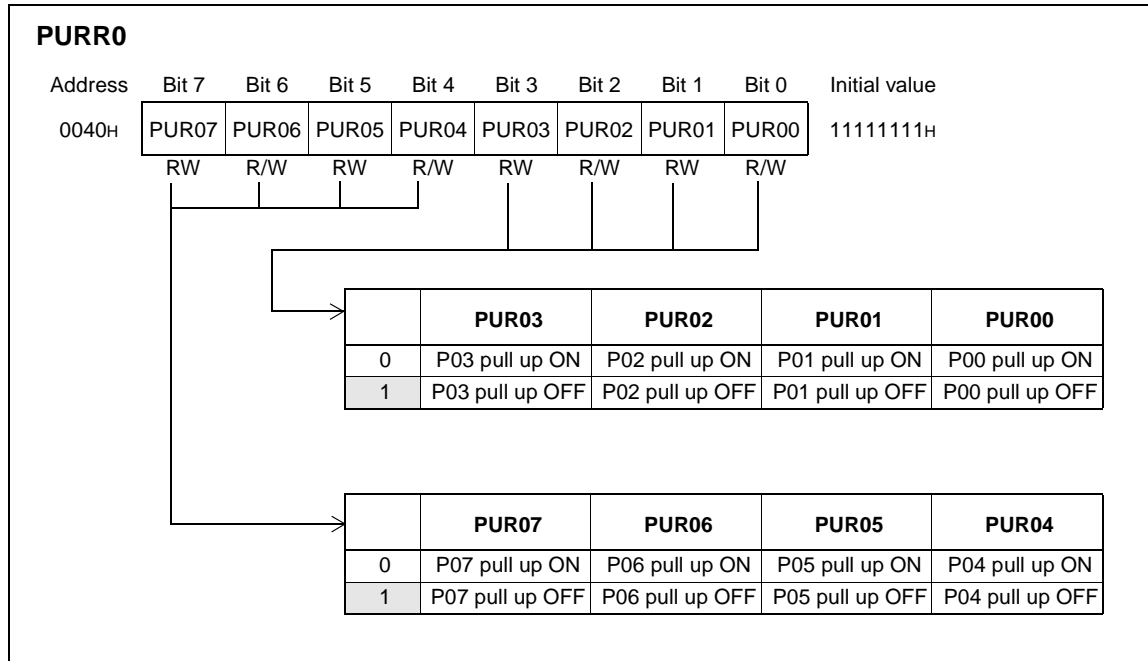 PURR0
Address Bit 7 Bit 6 Bit 5 Bit 4 Bit 3 Bit 2 Bit 1 Bit 0 Initial value
0040H PUR07 PUR06 PUR05 PUR04 PUR03 PUR02 PUR01 PUR00 11111111H
RW R/W RW R/W RW R/W RW R/W
PUR03 PUR02 PUR01 PUR00
0 P03 pull up ON P02 pull up ON P01 pull up ON P00 pull up ON
1 P03 pull up OFF P02 pull up OFF P01 pull up OFF P00 pull up OFF
PUR07 PUR06 PUR05 PUR04
0 P07 pull up ON P06 pull up ON P05 pull up ON P04 pull up ON
1 P07 pull up OFF P06 pull up OFF P05 pull up OFF P04 pull up OFF